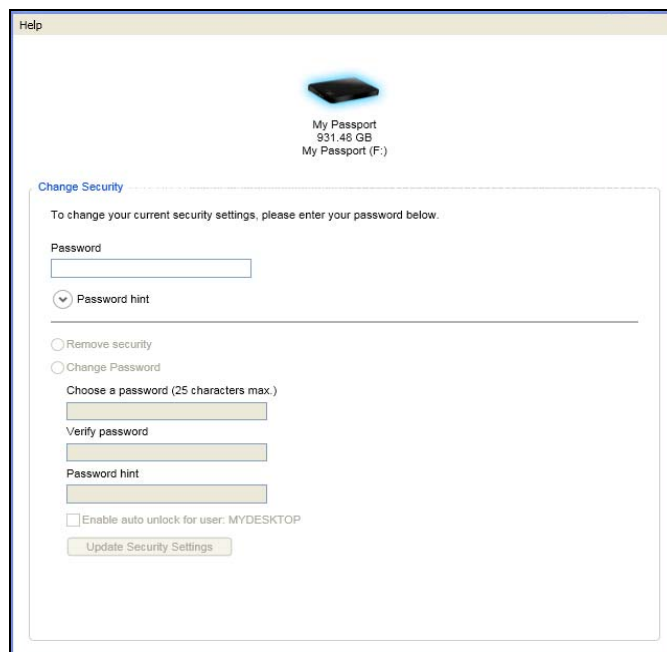 Help
My Passport
931.48 GB
My Passport (F:)
Change Security
To change your current security settings, please enter your password below.
Password
Password hint
Remove security
Change Password
Choose a password (25 characters max.)
Verify password
Password hint
Enable auto unlock for user: MYDESKTOP
Update Security Settings